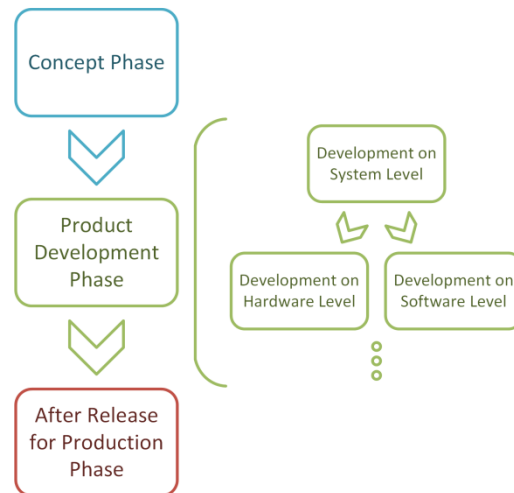 Concept Phase
Product
Development
Phase
After Release
for Production
Phase
Development on
System Level
Development on
Hardware Level
Development on
Software Level